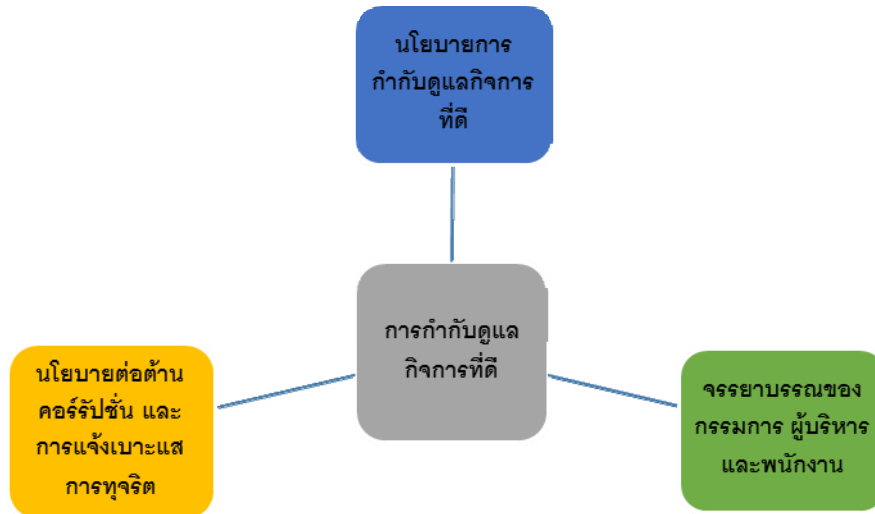 นโยบายการ
กำกับดูแลกิจการ
ที่ดี
การกำกับดูแล
กิจการที่ดี
นโยบายต่อต้าน
คอร์รัปชั่น และ
การแจ้งเบาะแส
การทุจริต
จรรยาบรรณของ
กรรมการ ผู้บริหาร
และพนักงาน